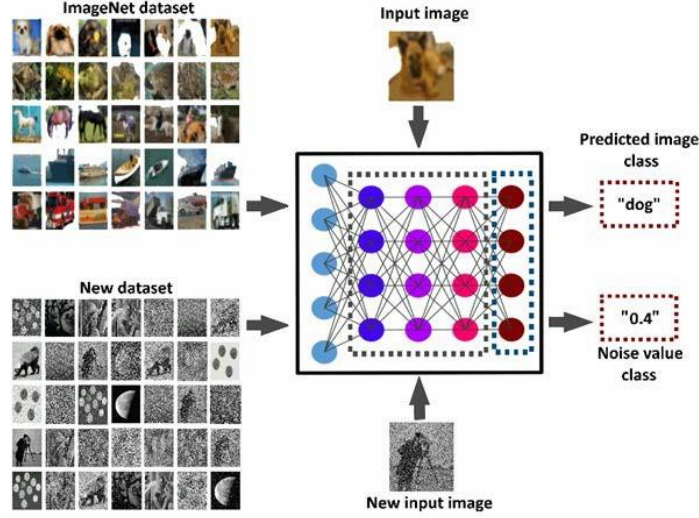 ImageNet dataset
Input image
Predicted image
class
"dog"
New dataset
"0.4"
Noise value
class
New input image